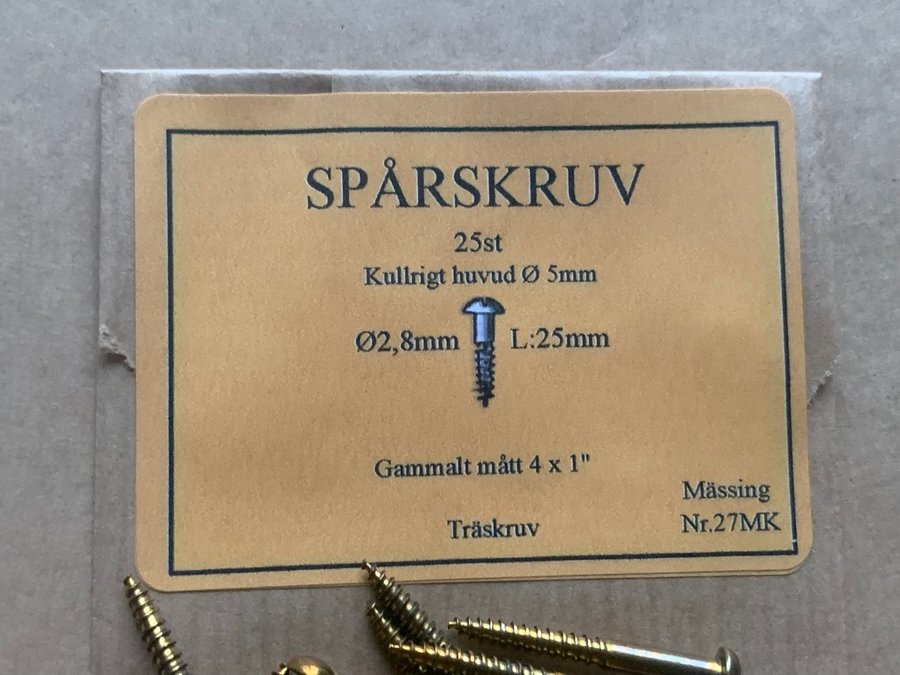 SPÅRSKRUV
25st
Kullrigt huvud Ø 5mm
Ø2,8mm L:25mm
Gammalt mått 4 x 1"
Mässing
Träskruv Nr.27MK